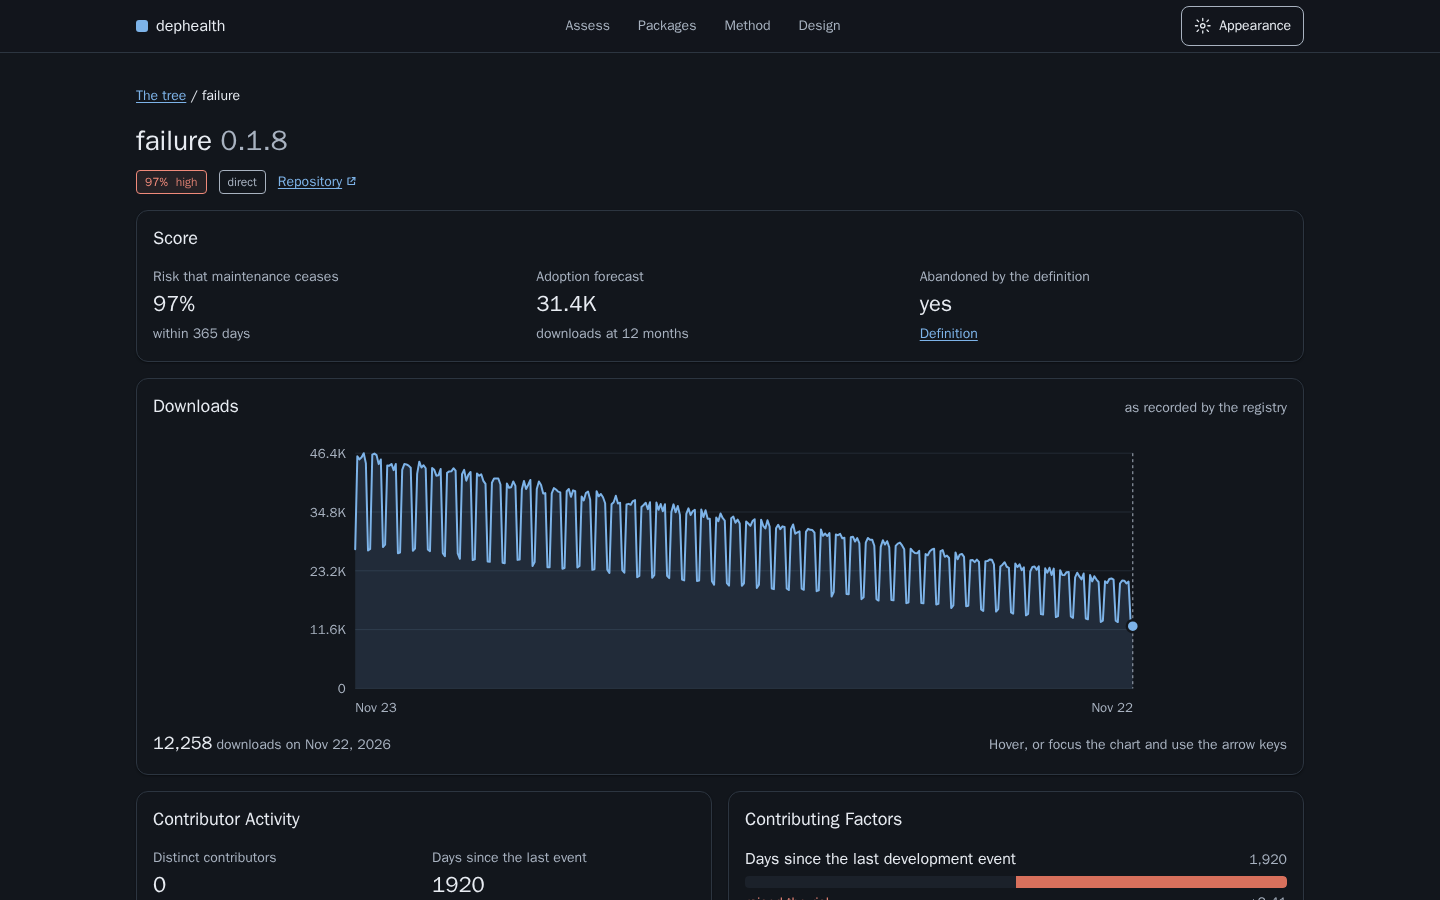 dephealth Assess Packages Method Design Appearance
The tree / failure
failure 0.1.8
97% high direct Repository
Score
Risk that maintenance ceases Adoption forecast Abandoned by the definition
97% 31.4K yes
within 365 days downloads at 12 months Definition
Downloads as recorded by the registry
46.4K
34.8K
23.2K
11.6K
0
Nov 23 Nov 22
12,258 downloads on Nov 22, 2026 Hover, or focus the chart and use the arrow keys
Contributor Activity Contributing Factors
Distinct contributors Days since the last event Days since the last development event 1,920
0 1920